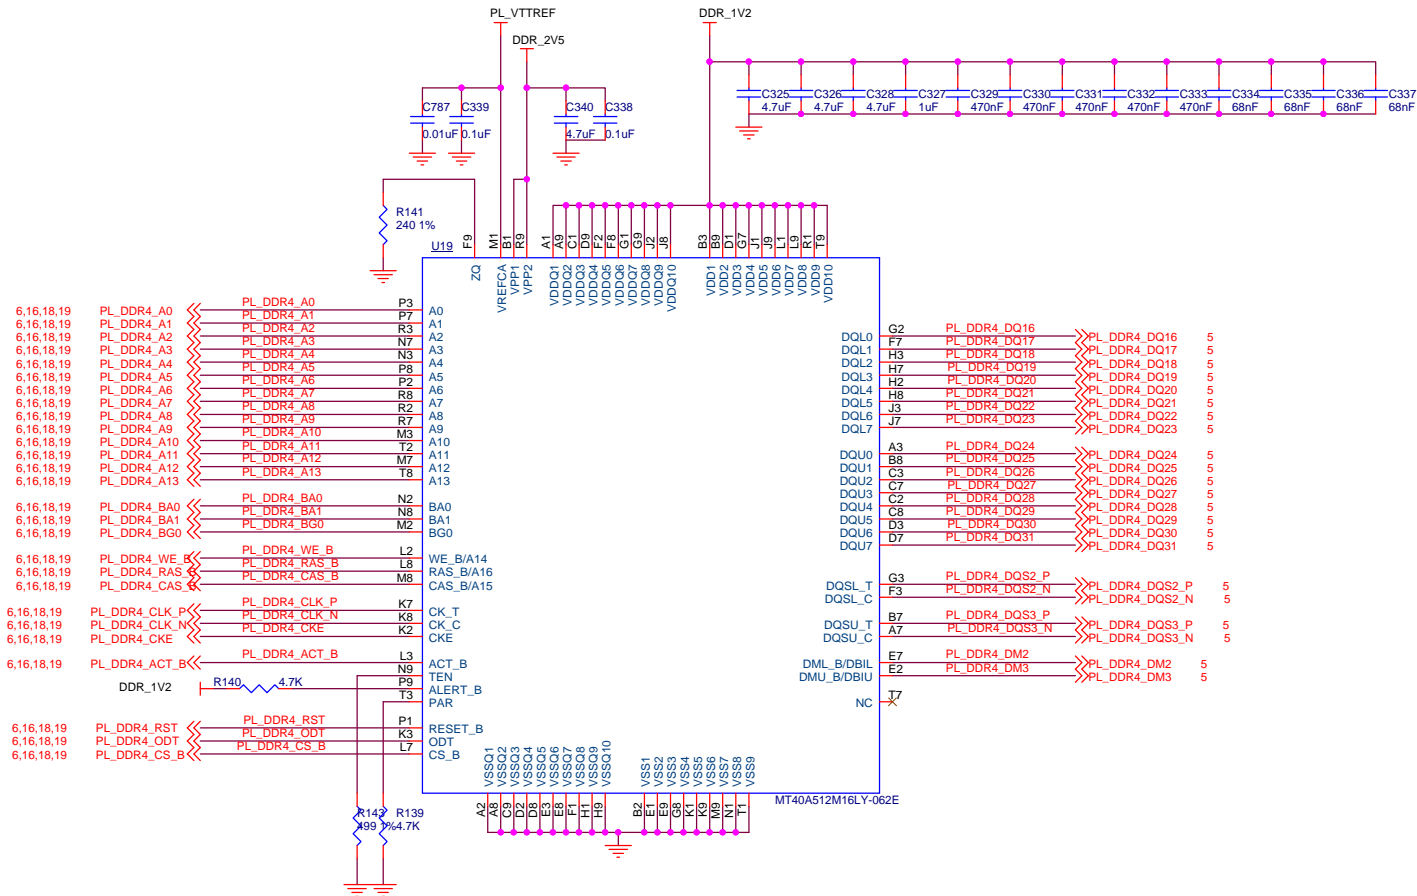 PL_VTTREF DDR_1V2
DDR_2V5
C787 C339 C340 C338
0.01uF 0.1uF 4.7uF 0.1uF
C325 C326 C328 C327 C329 C330 C331 C332 C333 C334 C335 C336 C337
4.7uF 4.7uF 4.7uF 1uF 470nF 470nF 470nF 470nF 470nF 68nF 68nF 68nF 68nF
R141
240 1%
U19
F9 M1 B1 R9 A1 A9 C1 D9 F2 F8 G1 G9 J2 J8 B3 B9 D1 G7 J1 J9 L1 L9 R1 T9
ZQ VREFCA VPP1 VPP2 VDDQ1 VDDQ2 VDDQ3 VDDQ4 VDDQ5 VDDQ6 VDDQ7 VDDQ8 VDDQ9 VDDQ10 VDD1 VDD2 VDD3 VDD4 VDD5 VDD6 VDD7 VDD8 VDD9 VDD10
6,16,18,19 PL_DDR4_A0 PL_DDR4_A0 P3 A0
6,16,18,19 PL_DDR4_A1 PL_DDR4_A1 P7 A1
6,16,18,19 PL_DDR4_A2 PL_DDR4_A2 R3 A2
6,16,18,19 PL_DDR4_A3 PL_DDR4_A3 N7 A3
6,16,18,19 PL_DDR4_A4 PL_DDR4_A4 N3 A4
6,16,18,19 PL_DDR4_A5 PL_DDR4_A5 P8 A5
6,16,18,19 PL_DDR4_A6 PL_DDR4_A6 P2 A6
6,16,18,19 PL_DDR4_A7 PL_DDR4_A7 R8 A7
6,16,18,19 PL_DDR4_A8 PL_DDR4_A8 R2 A8
6,16,18,19 PL_DDR4_A9 PL_DDR4_A9 R7 A9
6,16,18,19 PL_DDR4_A10 PL_DDR4_A10 M3 A10
6,16,18,19 PL_DDR4_A11 PL_DDR4_A11 T2 A11
6,16,18,19 PL_DDR4_A12 PL_DDR4_A12 M7 A12
6,16,18,19 PL_DDR4_A13 PL_DDR4_A13 T8 A13
6,16,18,19 PL_DDR4_BA0 PL_DDR4_BA0 N2 BA0
6,16,18,19 PL_DDR4_BA1 PL_DDR4_BA1 N8 BA1
6,16,18,19 PL_DDR4_BG0 PL_DDR4_BG0 M2 BG0
6,16,18,19 PL_DDR4_WE_B PL_DDR4_WE_B L2 WE_B/A14
6,16,18,19 PL_DDR4_RAS_B PL_DDR4_RAS_B L8 RAS_B/A16
6,16,18,19 PL_DDR4_CAS_B PL_DDR4_CAS_B M8 CAS_B/A15
6,16,18,19 PL_DDR4_CLK_P PL_DDR4_CLK_P K7 CK_T
6,16,18,19 PL_DDR4_CLK_N PL_DDR4_CLK_N K8 CK_C
6,16,18,19 PL_DDR4_CKE PL_DDR4_CKE K2 CKE
6,16,18,19 PL_DDR4_ACT_B PL_DDR4_ACT_B L3 ACT_B
N9 TEN
DDR_1V2 R140 4.7K P9 ALERT_B
T3 PAR
6,16,18,19 PL_DDR4_RST PL_DDR4_RST P1 RESET_B
6,16,18,19 PL_DDR4_ODT PL_DDR4_ODT K3 ODT
6,16,18,19 PL_DDR4_CS_B PL_DDR4_CS_B L7 CS_B
DQL0 G2 PL_DDR4_DQ16 PL_DDR4_DQ16 5
DQL1 F7 PL_DDR4_DQ17 PL_DDR4_DQ17 5
DQL2 H3 PL_DDR4_DQ18 PL_DDR4_DQ18 5
DQL3 H7 PL_DDR4_DQ19 PL_DDR4_DQ19 5
DQL4 H2 PL_DDR4_DQ20 PL_DDR4_DQ20 5
DQL5 H8 PL_DDR4_DQ21 PL_DDR4_DQ21 5
DQL6 J3 PL_DDR4_DQ22 PL_DDR4_DQ22 5
DQL7 J7 PL_DDR4_DQ23 PL_DDR4_DQ23 5
DQU0 A3 PL_DDR4_DQ24 PL_DDR4_DQ24 5
DQU1 B8 PL_DDR4_DQ25 PL_DDR4_DQ25 5
DQU2 C3 PL_DDR4_DQ26 PL_DDR4_DQ26 5
DQU3 C7 PL_DDR4_DQ27 PL_DDR4_DQ27 5
DQU4 C2 PL_DDR4_DQ28 PL_DDR4_DQ28 5
DQU5 C8 PL_DDR4_DQ29 PL_DDR4_DQ29 5
DQU6 D3 PL_DDR4_DQ30 PL_DDR4_DQ30 5
DQU7 D7 PL_DDR4_DQ31 PL_DDR4_DQ31 5
DQSL_T G3 PL_DDR4_DQS2_P PL_DDR4_DQS2_P 5
DQSL_C F3 PL_DDR4_DQS2_N PL_DDR4_DQS2_N 5
DQSU_T B7 PL_DDR4_DQS3_P PL_DDR4_DQS3_P 5
DQSU_C A7 PL_DDR4_DQS3_N PL_DDR4_DQS3_N 5
DML_B/DBIL E7 PL_DDR4_DM2 PL_DDR4_DM2 5
DMU_B/DBIU E2 PL_DDR4_DM3 PL_DDR4_DM3 5
NC T7
VSSQ1 VSSQ2 VSSQ3 VSSQ4 VSSQ5 VSSQ6 VSSQ7 VSSQ8 VSSQ9 VSSQ10 VSS1 VSS2 VSS3 VSS4 VSS5 VSS6 VSS7 VSS8 VSS9
A2 A8 C9 D2 D8 E3 E8 F1 H1 H9 B2 E1 E9 G8 K1 K9 M9 N1 T1
MT40A512M16LY-062E
R143 R139
499 1% 4.7K